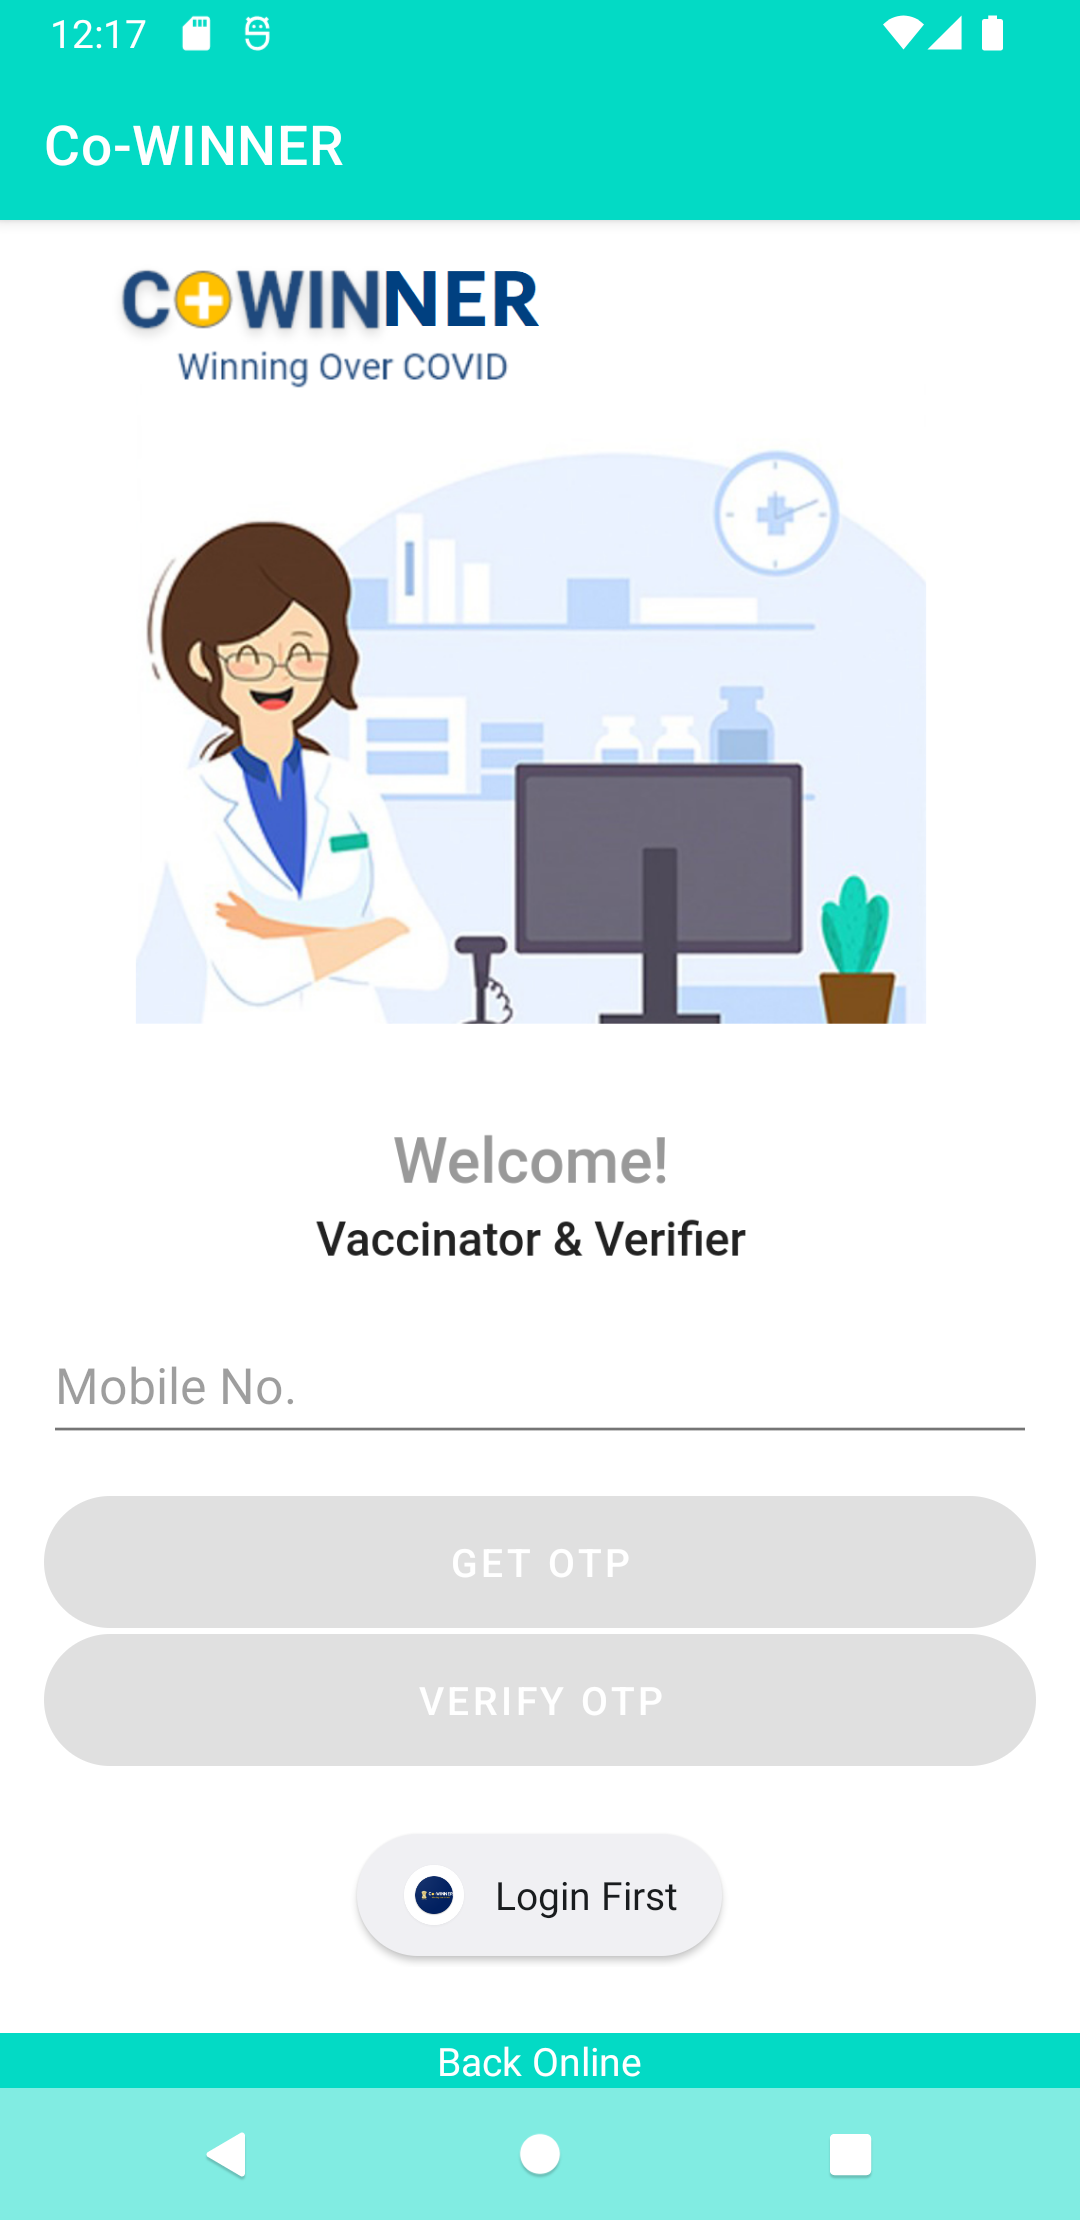 12:17
Co-WINNER
COWINNER
Winning Over COVID
Welcome!
Vaccinator & Verifier
Mobile No.
GET OTP
VERIFY OTP
Login First
Back Online